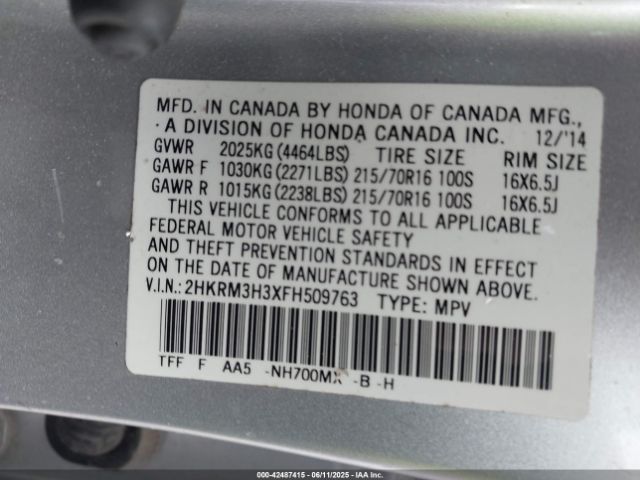 MFD. IN CANADA BY HONDA OF CANADA MFG.,
A DIVISION OF HONDA CANADA INC. 12/'14
GVWR 2025KG (4464LBS) TIRE SIZE RIM SIZE
GAWR F 1030KG (2271LBS) 215/70R16 100S 16X6.5J
GAWR R 1015KG (2238LBS) 215/70R16 100S 16X6.5J
THIS VEHICLE CONFORMS TO ALL APPLICABLE
FEDERAL MOTOR VEHICLE SAFETY
AND THEFT PREVENTION STANDARDS IN EFFECT
ON THE DATE OF MANUFACTURE SHOWN ABOVE.
V.I.N.: 2HKRM3H3XFH509763 TYPE: MPV
TFF F AA5 -NH700MX -B -H
000-42487415 - 06/11/2025 - IAA Inc.